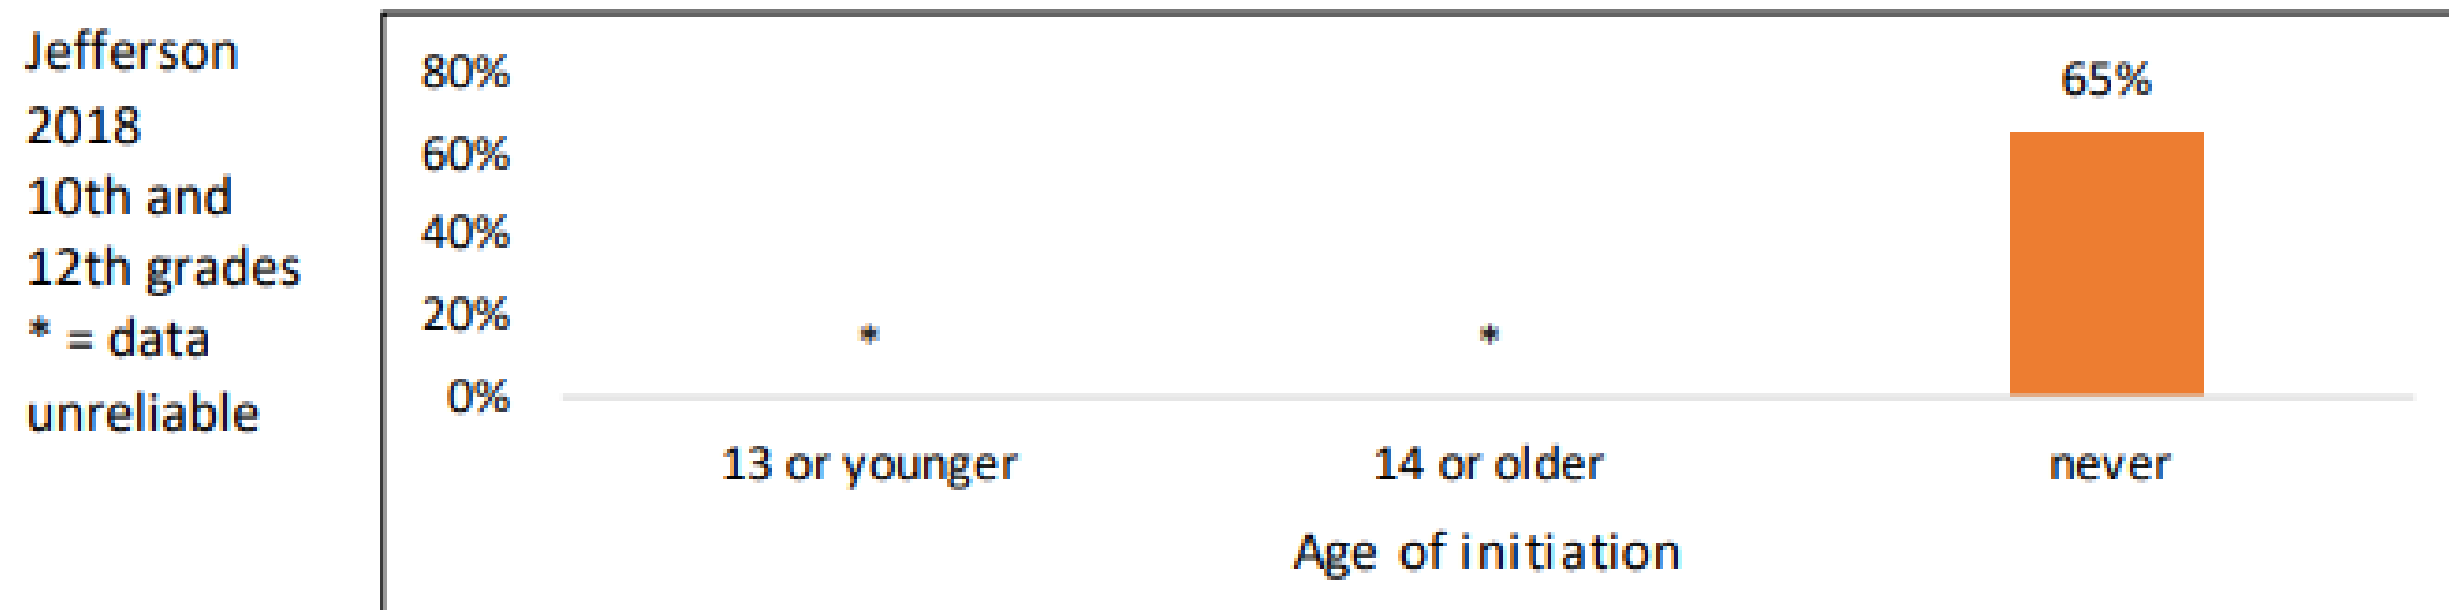 Jefferson
2018
10th and
12th grades
* = data
unreliable
80%
60%
40%
20%
0%
65%
*
*
13 or younger
14 or older
never
Age of initiation